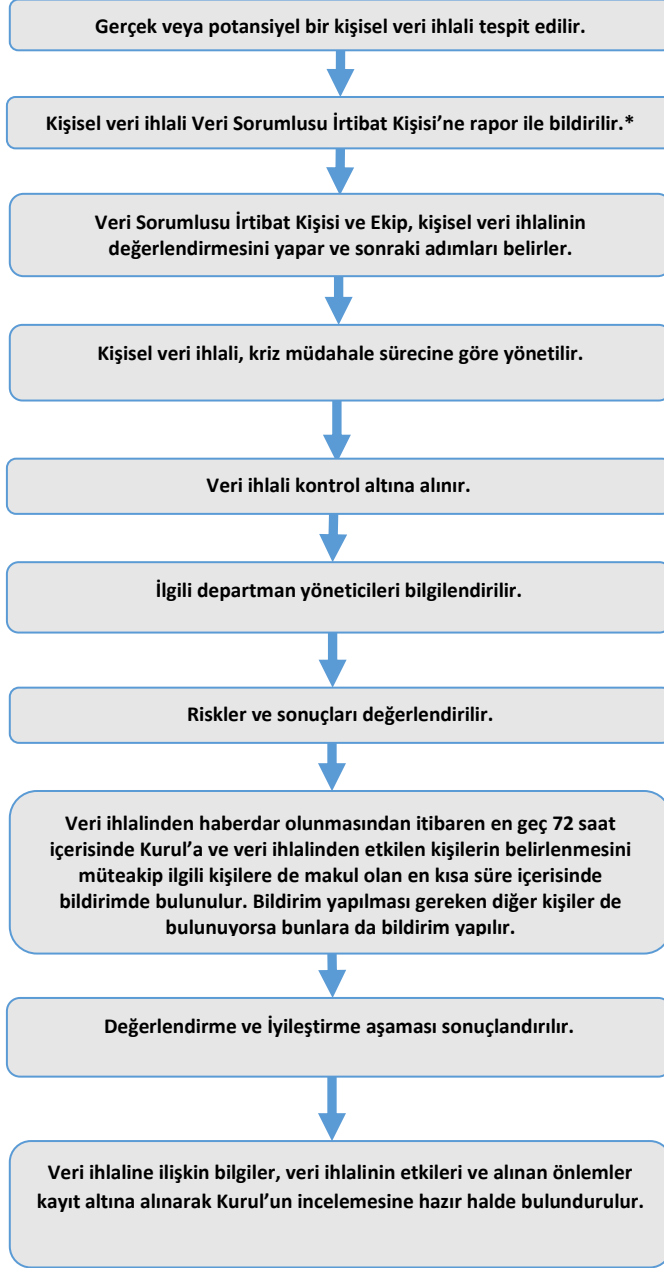 Gerçek veya potansiyel bir kişisel veri ihlali tespit edilir.
Kişisel veri ihlali Veri Sorumlusu İrtibat Kişisi’ne rapor ile bildirilir.*
Veri Sorumlusu İrtibat Kişisi ve Ekip, kişisel veri ihlalinin
değerlendirmesini yapar ve sonraki adımları belirler.
Kişisel veri ihlali, kriz müdahale sürecine göre yönetilir.
Veri ihlali kontrol altına alınır.
İlgili departman yöneticileri bilgilendirilir.
Riskler ve sonuçları değerlendirilir.
Veri ihlalinden haberdar olunmasından itibaren en geç 72 saat
içerisinde Kurul’a ve veri ihlalinden etkilen kişilerin belirlenmesini
müteakip ilgili kişilere de makul olan en kısa süre içerisinde
bildirimde bulunulur. Bildirim yapılması gereken diğer kişiler de
bulunuyorsa bunlara da bildirim yapılır.
Değerlendirme ve İyileştirme aşaması sonuçlandırılır.
Veri ihlaline ilişkin bilgiler, veri ihlalinin etkileri ve alınan önlemler
kayıt altına alınarak Kurul’un incelemesine hazır halde bulundurulur.